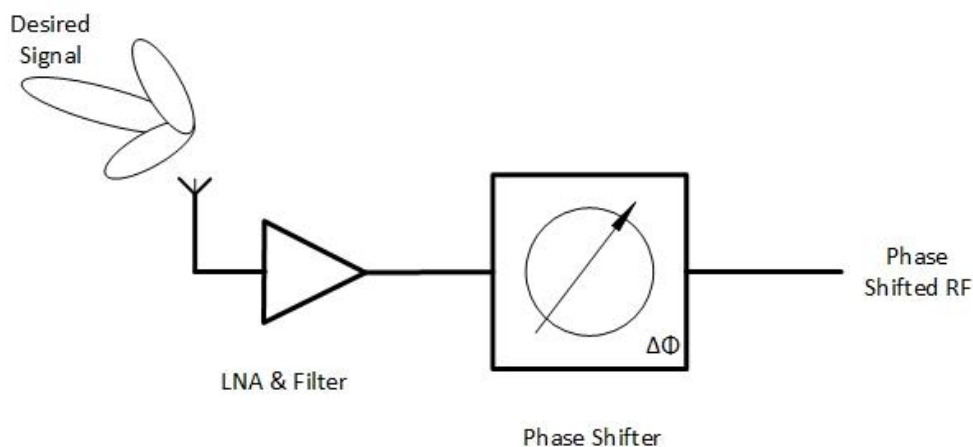 Desired
Signal
Phase
Shifted RF
ΔΦ
LNA & Filter
Phase Shifter